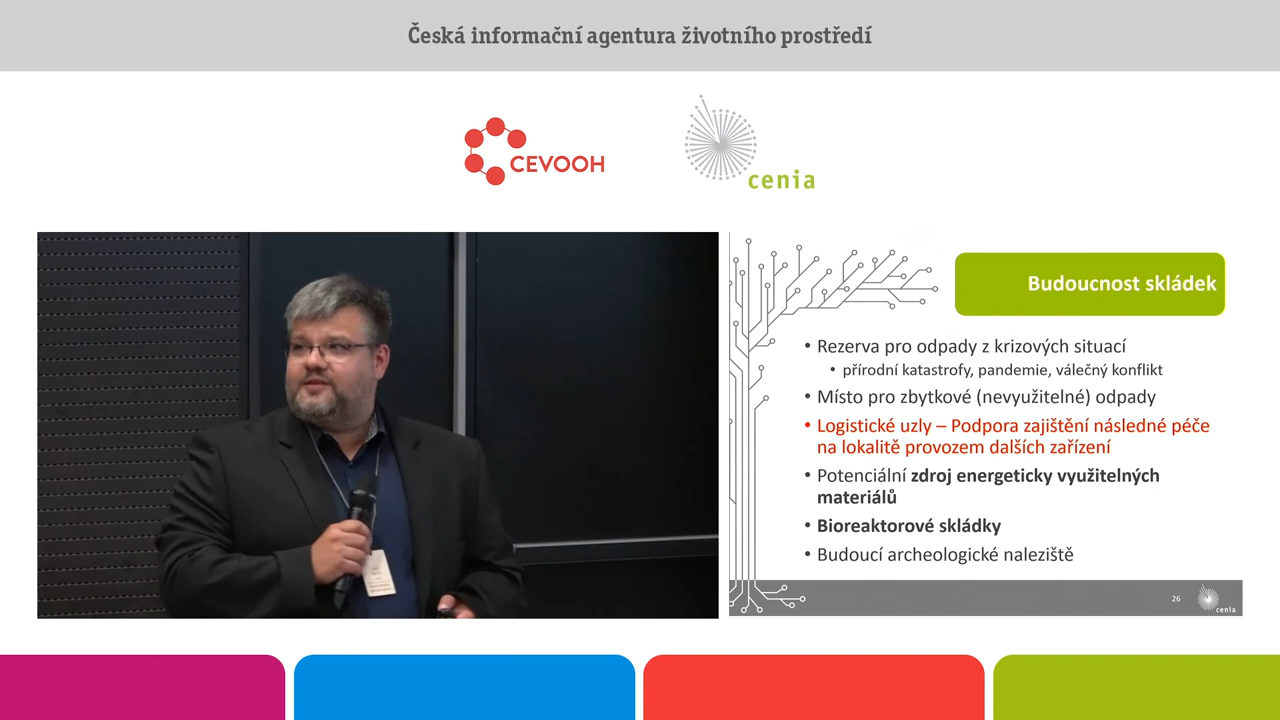 Česká informační agentura životního prostředí
CEVOOH
cenia
Budoucnost skládek
• Rezerva pro odpady z krizových situací
• přírodní katastrofy, pandemie, válečný konflikt
• Místo pro zbytkové (nevyužitelné) odpady
• Logistické uzly – Podpora zajištění následné péče
na lokalitě provozem dalších zařízení
• Potenciální zdroj energeticky využitelných
materiálů
• Bioreaktorové skládky
• Budoucí archeologické naleziště
26
cenia